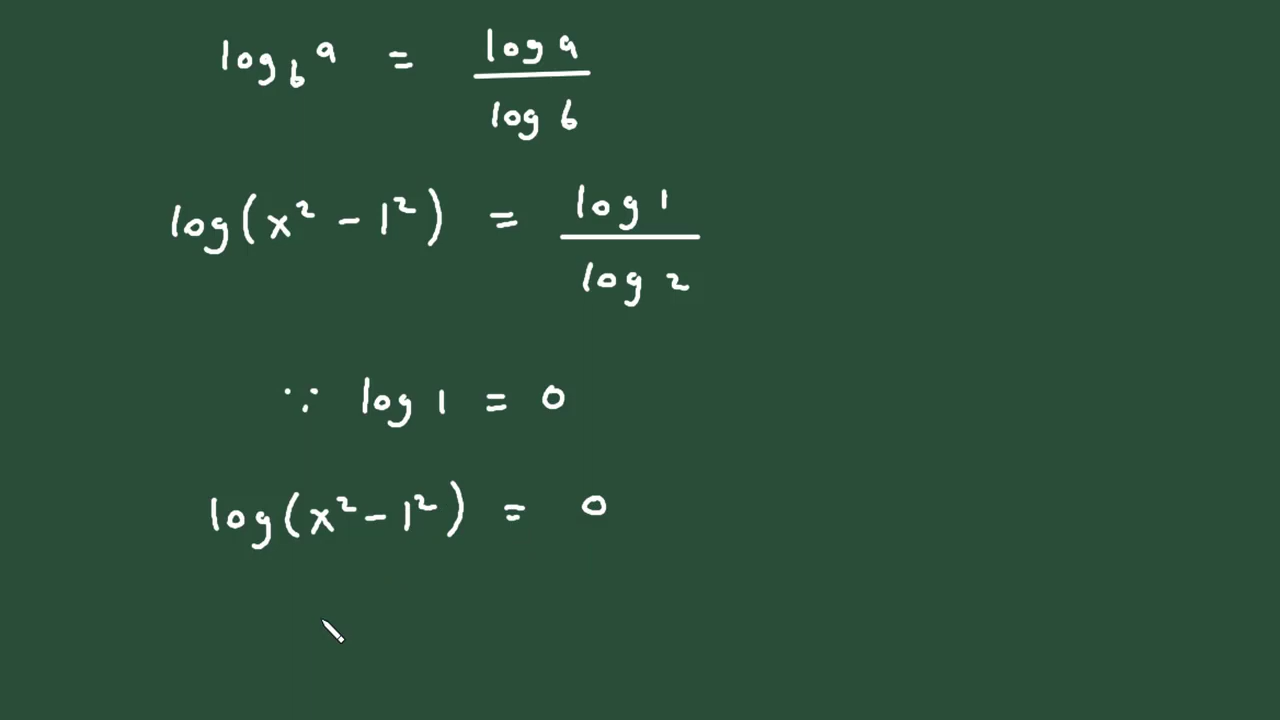 log_b a = log a / log b
log(x² - 1²) = log 1 / log 2
∵ log 1 = 0
log(x² - 1²) = 0